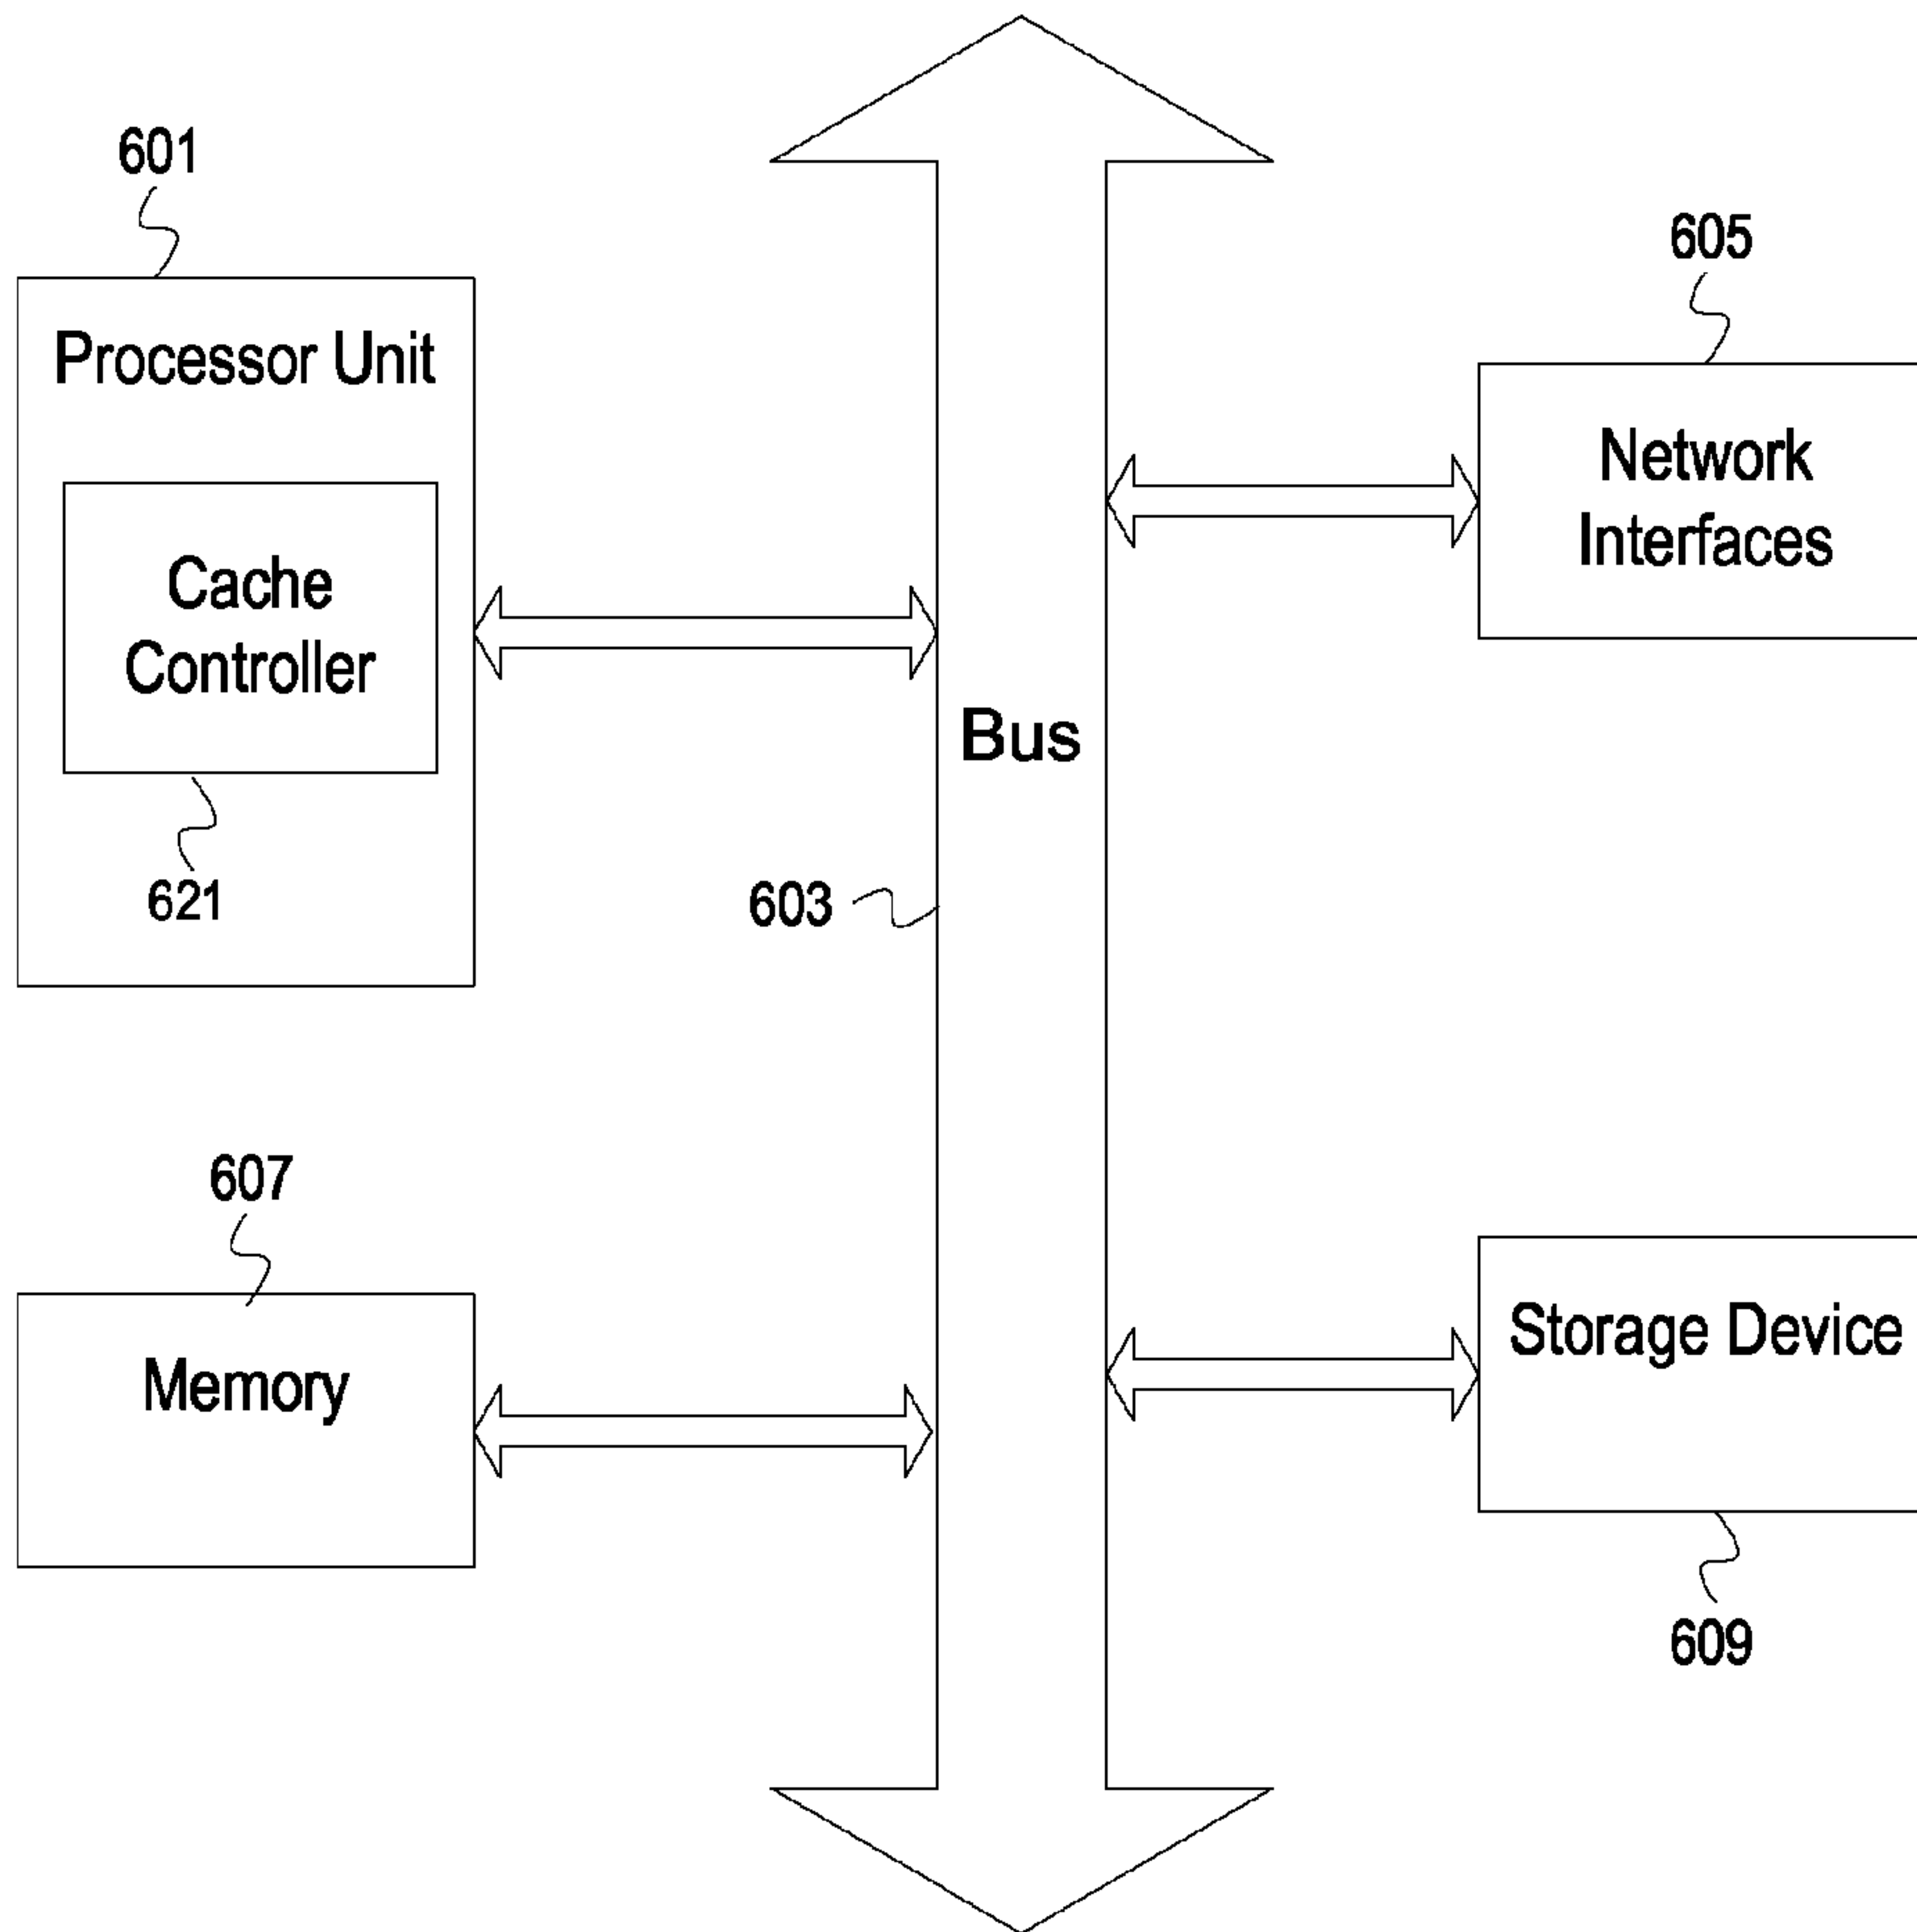 601
Processor Unit
Cache
Controller
621
605
Network
Interfaces
Bus
603
607
Memory
Storage Device
609